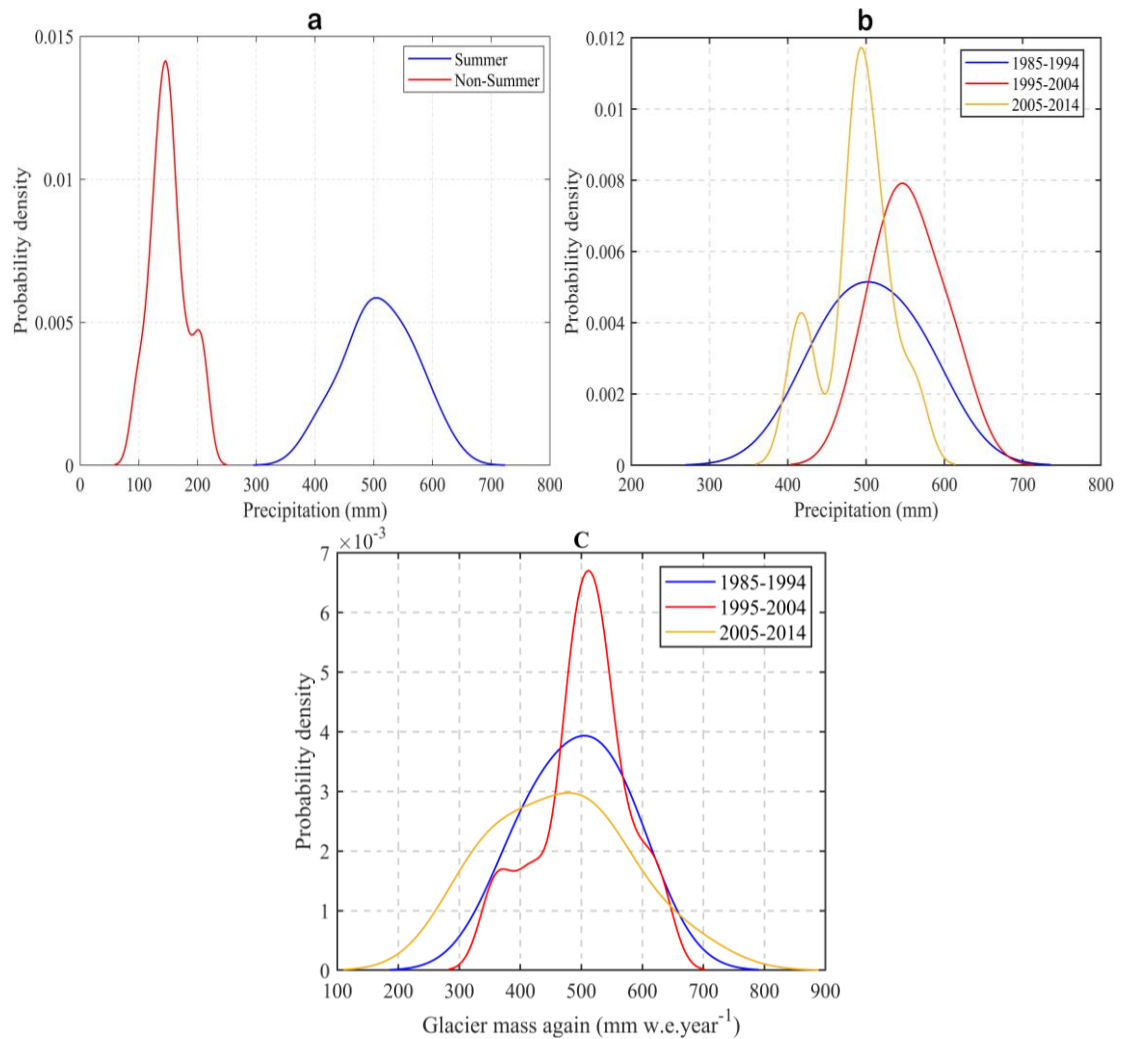 a
0.015
0.01
0.005
0
0 100 200 300 400 500 600 700 800
Probability density
Precipitation (mm)
Summer
Non-Summer
b
0.012
0.01
0.008
0.006
0.004
0.002
0
200 300 400 500 600 700 800
Probability density
Precipitation (mm)
1985-1994
1995-2004
2005-2014
C
×10⁻³
7
6
5
4
3
2
1
0
100 200 300 400 500 600 700 800 900
Probability density
Glacier mass again (mm w.e.year⁻¹)
1985-1994
1995-2004
2005-2014